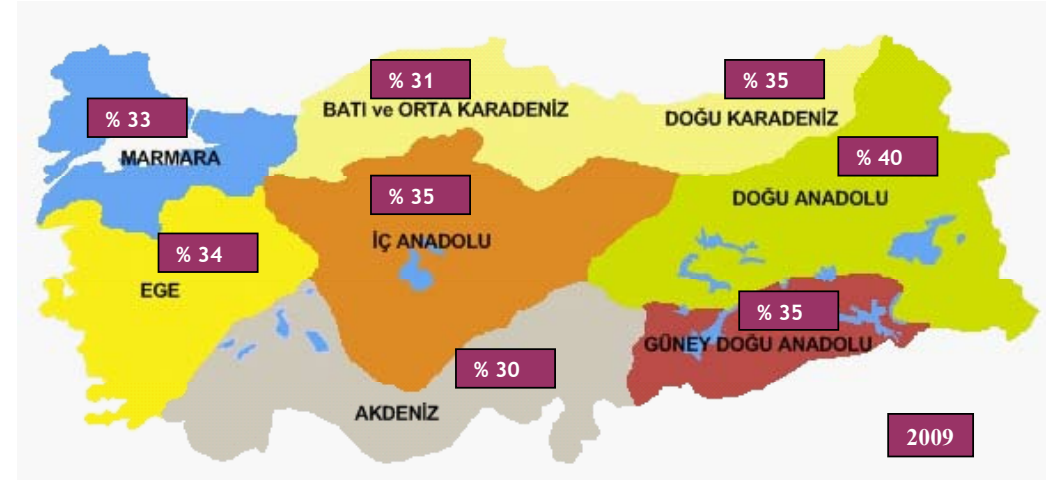 % 31
BATI ve ORTA KARADENİZ
% 35
DOĞU KARADENİZ
% 33
MARMARA
% 40
DOĞU ANADOLU
% 35
İÇ ANADOLU
% 34
EGE
% 35
GÜNEY DOĞU ANADOLU
% 30
AKDENİZ
2009